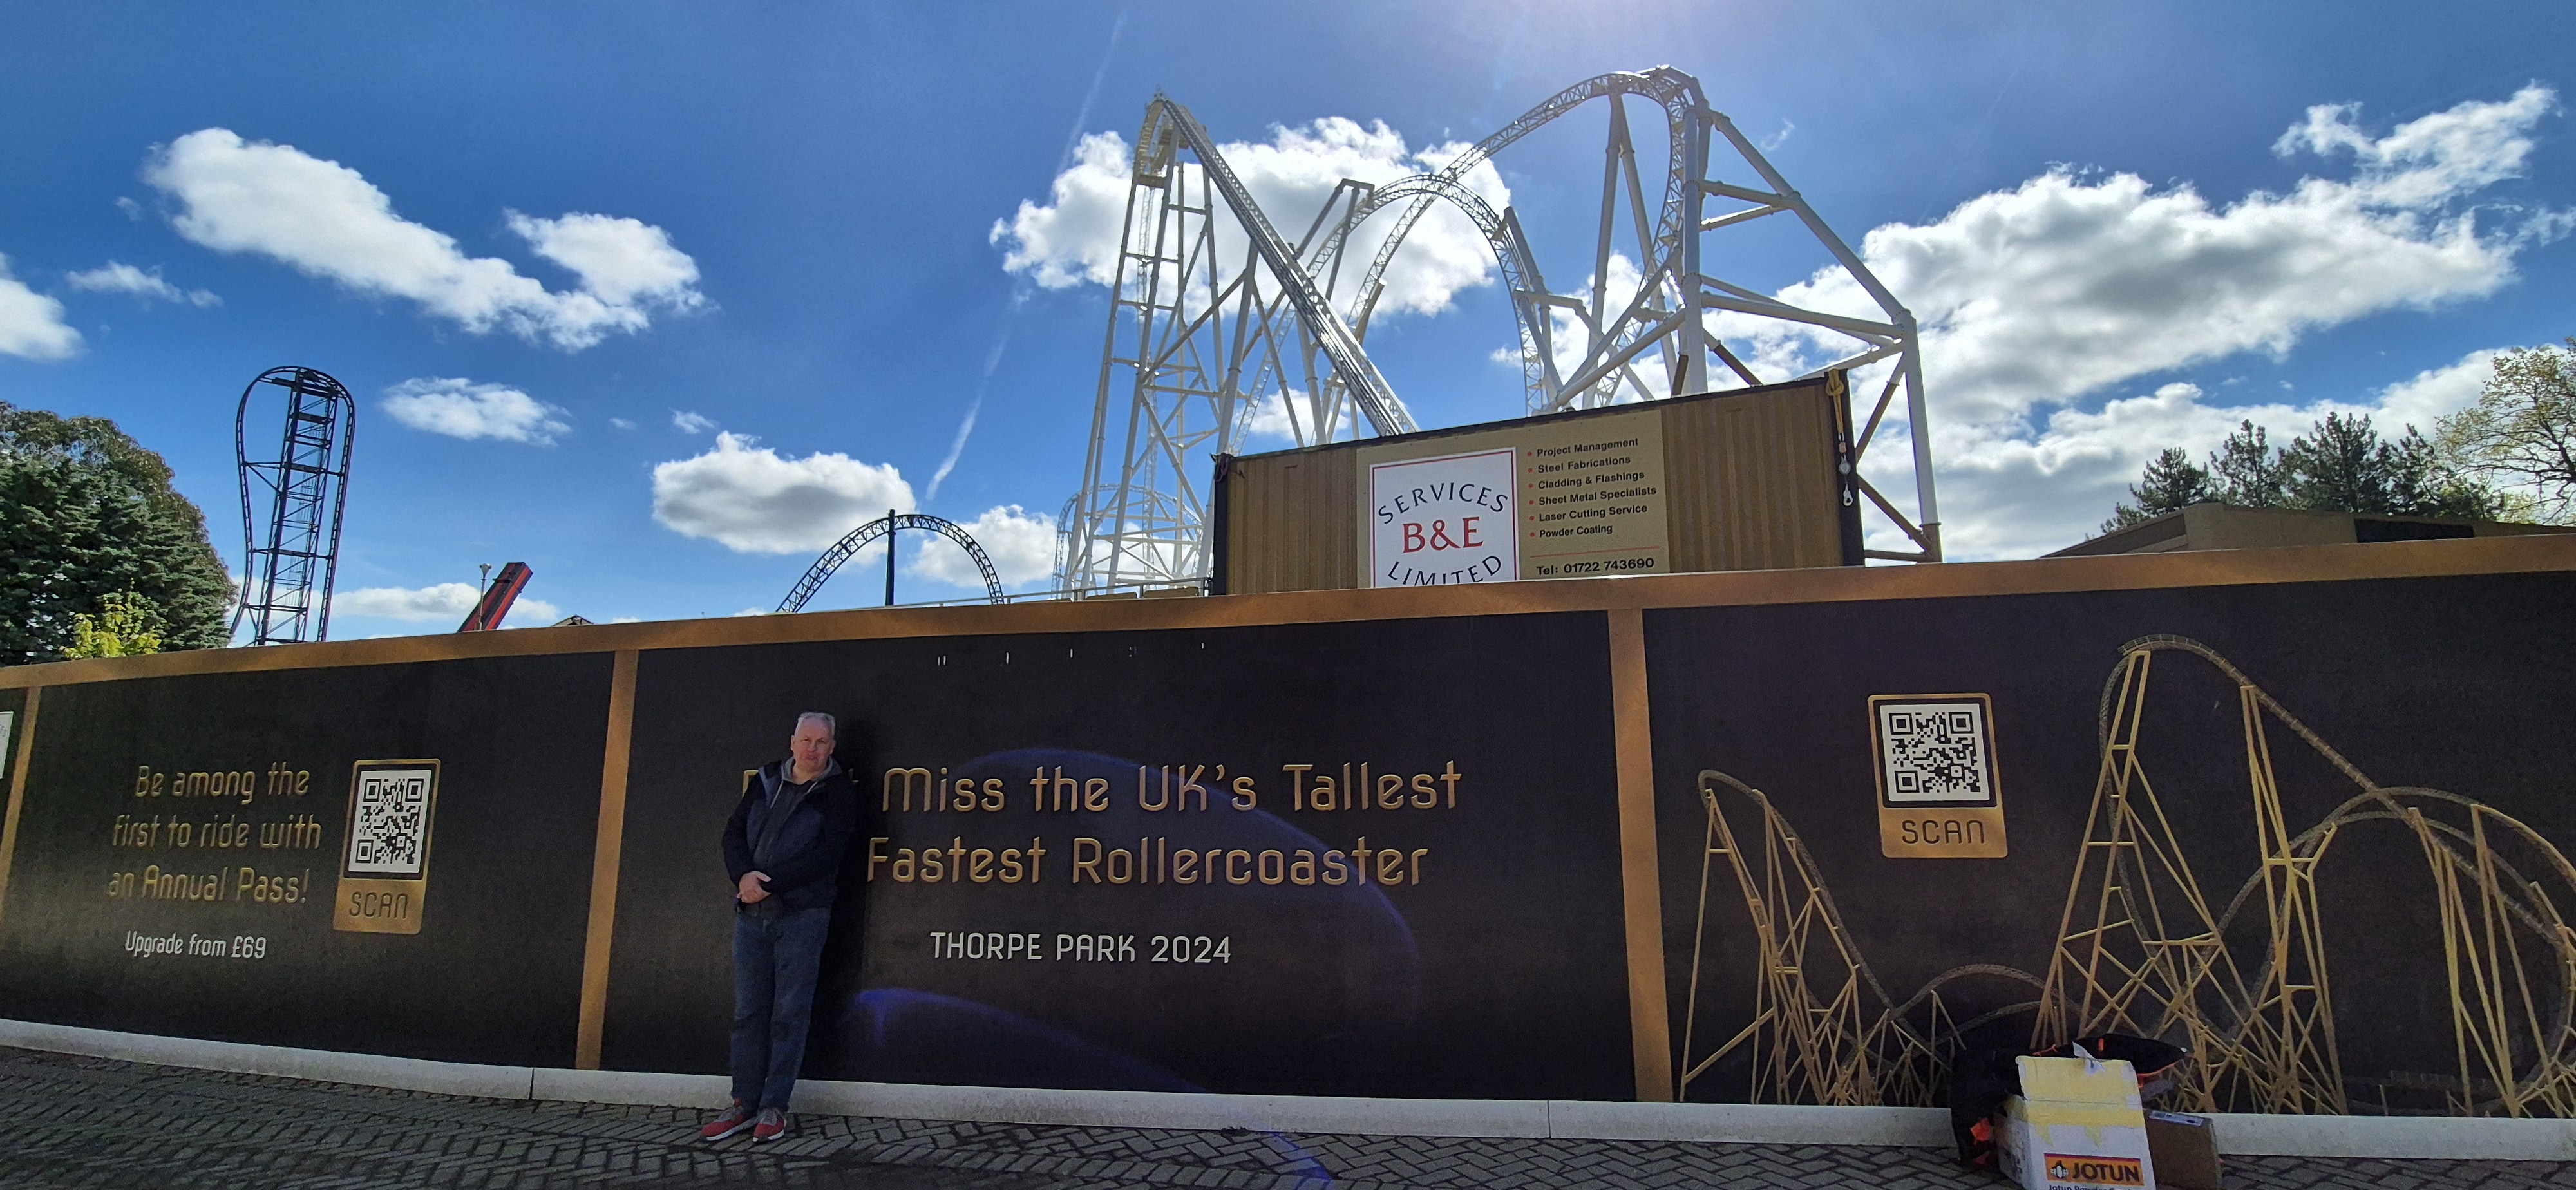 SERVICES
B&E
LIMITED
Project Management
Steel Fabrications
Cladding & Flashings
Sheet Metal Specialists
Laser Cutting Service
Powder Coating
Tel: 01722 743690
Be among the
first to ride with
an Annual Pass!
Upgrade from £69
SCAN
Miss the UK's Tallest
Fastest Rollercoaster
THORPE PARK 2024
SCAN
JOTUN